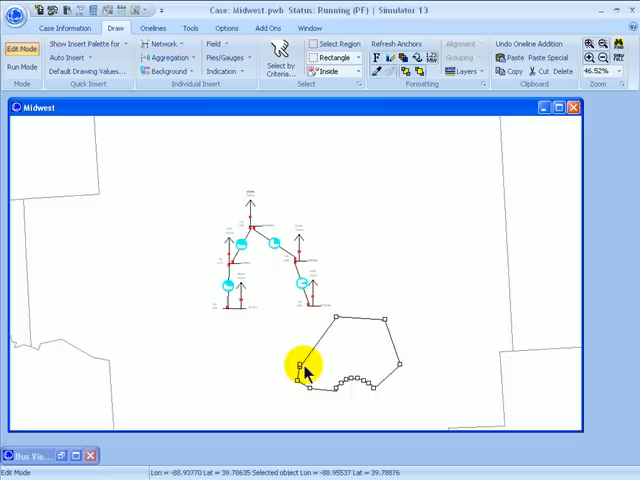 Case: Midwest.pwb Status: Running (PF) | Simulator 13
Case Information Draw Onelines Tools Options Add Ons Window
Edit Mode
Run Mode
Mode
Show Insert Palette for
Auto Insert
Default Drawing Values...
Quick Insert
Network
Aggregation
Background
Field
Pies/Gauges
Indication
Individual Insert
Select by
Criteria...
Select Region
Rectangle
Inside
Select
Refresh Anchors
Alignment
Grouping
Layers
Formatting
Undo Oneline Addition
Paste Paste Special
Copy Cut Delete
Clipboard
46.52%
Zooming
Midwest
Bus Vie...
Edit Mode
Lon = -88.93770 Lat = 39.78635 Selected object Lon = -88.95537 Lat = 39.78876